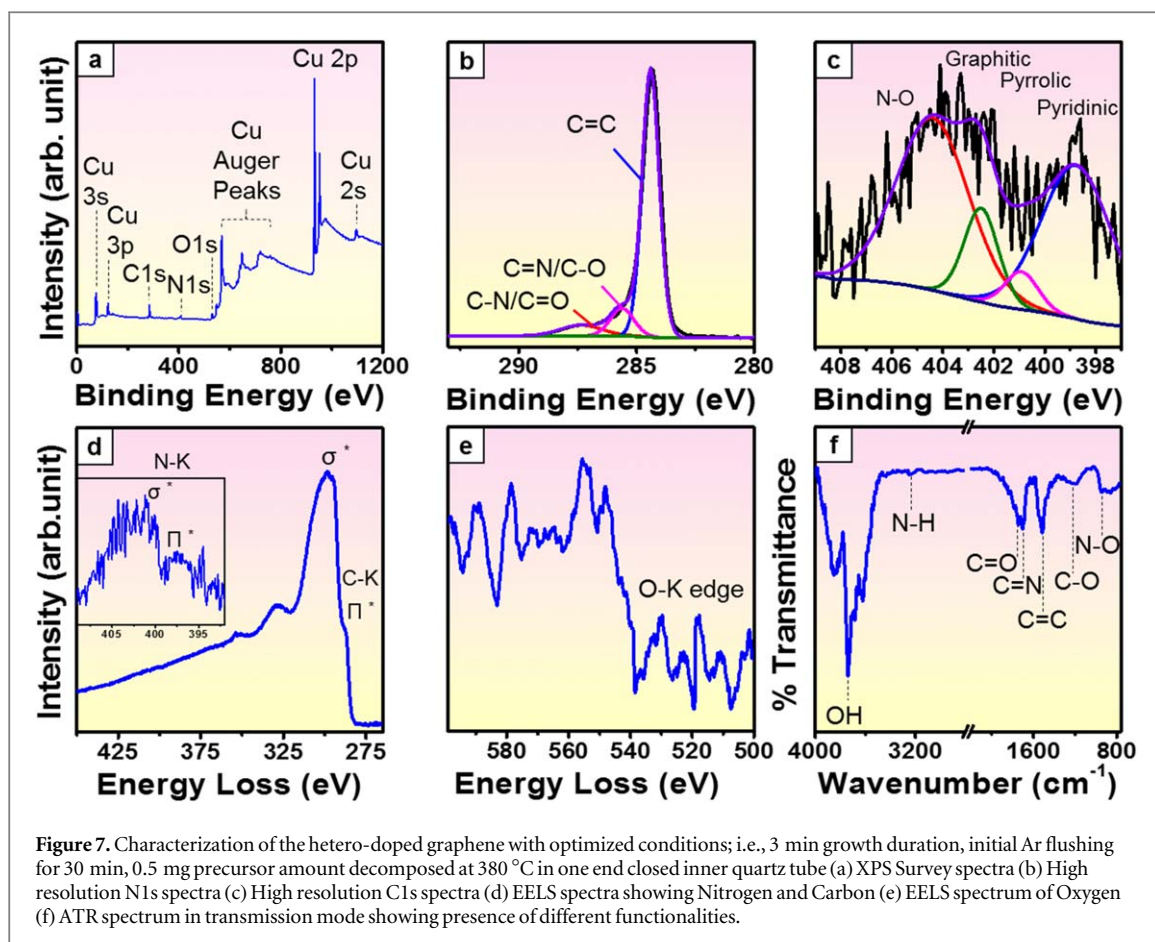 a
Cu 2p
Cu
3s
Cu
3p
C1s
N1s
O1s
Cu
Auger
Peaks
Cu
2s
Intensity (arb. unit)
0 400 800 1200
Binding Energy (eV)
b
C=C
C=N/C-O
C-N/C=O
290 285 280
Binding Energy (eV)
c
Graphitic
Pyrrolic
Pyridinic
N-O
408 406 404 402 400 398
Binding Energy (eV)
d
N-K
σ *
Π *
405 400 395
σ *
C-K
Π *
Intensity (arb.unit)
425 375 325 275
Energy Loss (eV)
e
O-K edge
580 560 540 520 500
Energy Loss (eV)
f
N-H
C=O
C=N
C=C
C-O
N-O
OH
% Transmittance
4000 3200 1600 800
Wavenumber (cm⁻¹)
Figure 7. Characterization of the hetero-doped graphene with optimized conditions; i.e., 3 min growth duration, initial Ar flushing
for 30 min, 0.5 mg precursor amount decomposed at 380 °C in one end closed inner quartz tube (a) XPS Survey spectra (b) High
resolution N1s spectra (c) High resolution C1s spectra (d) EELS spectra showing Nitrogen and Carbon (e) EELS spectrum of Oxygen
(f) ATR spectrum in transmission mode showing presence of different functionalities.